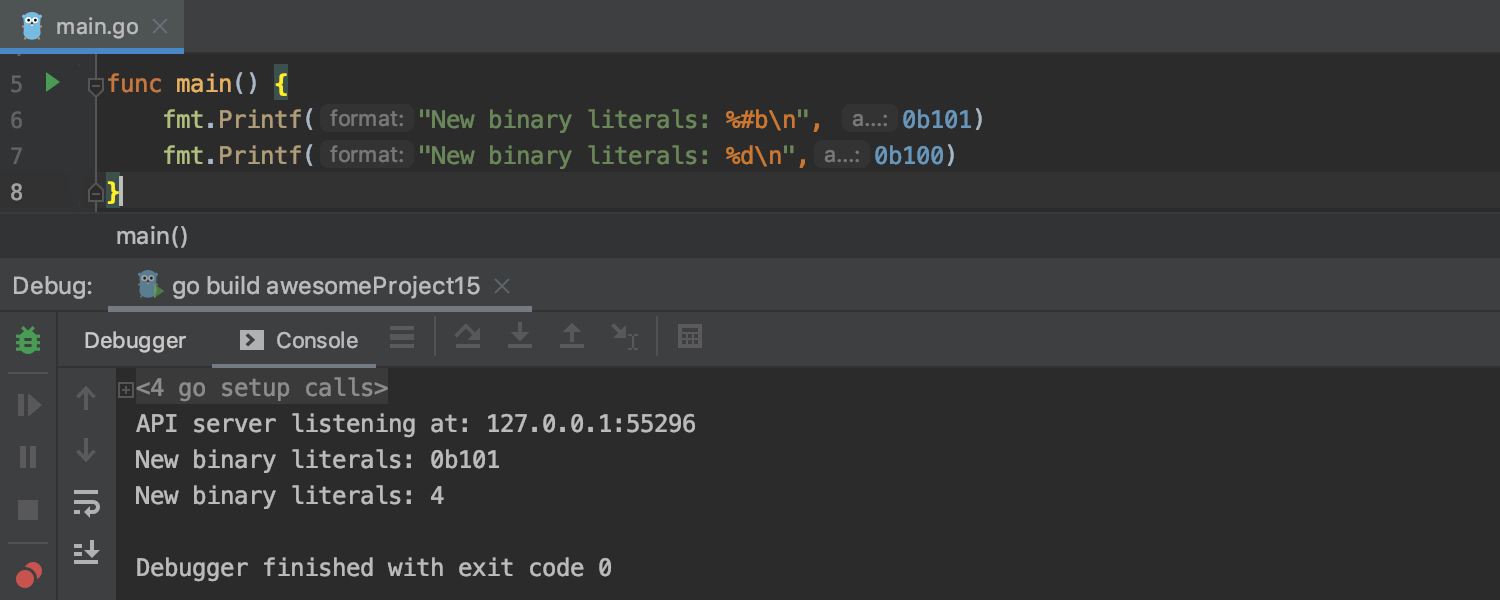 main.go
5 func main() {
6 fmt.Printf( format: "New binary literals: %#b\n", a...: 0b101)
7 fmt.Printf( format: "New binary literals: %d\n", a...: 0b100)
8 }
main()
Debug: go build awesomeProject15
Debugger Console
<4 go setup calls>
API server listening at: 127.0.0.1:55296
New binary literals: 0b101
New binary literals: 4
Debugger finished with exit code 0